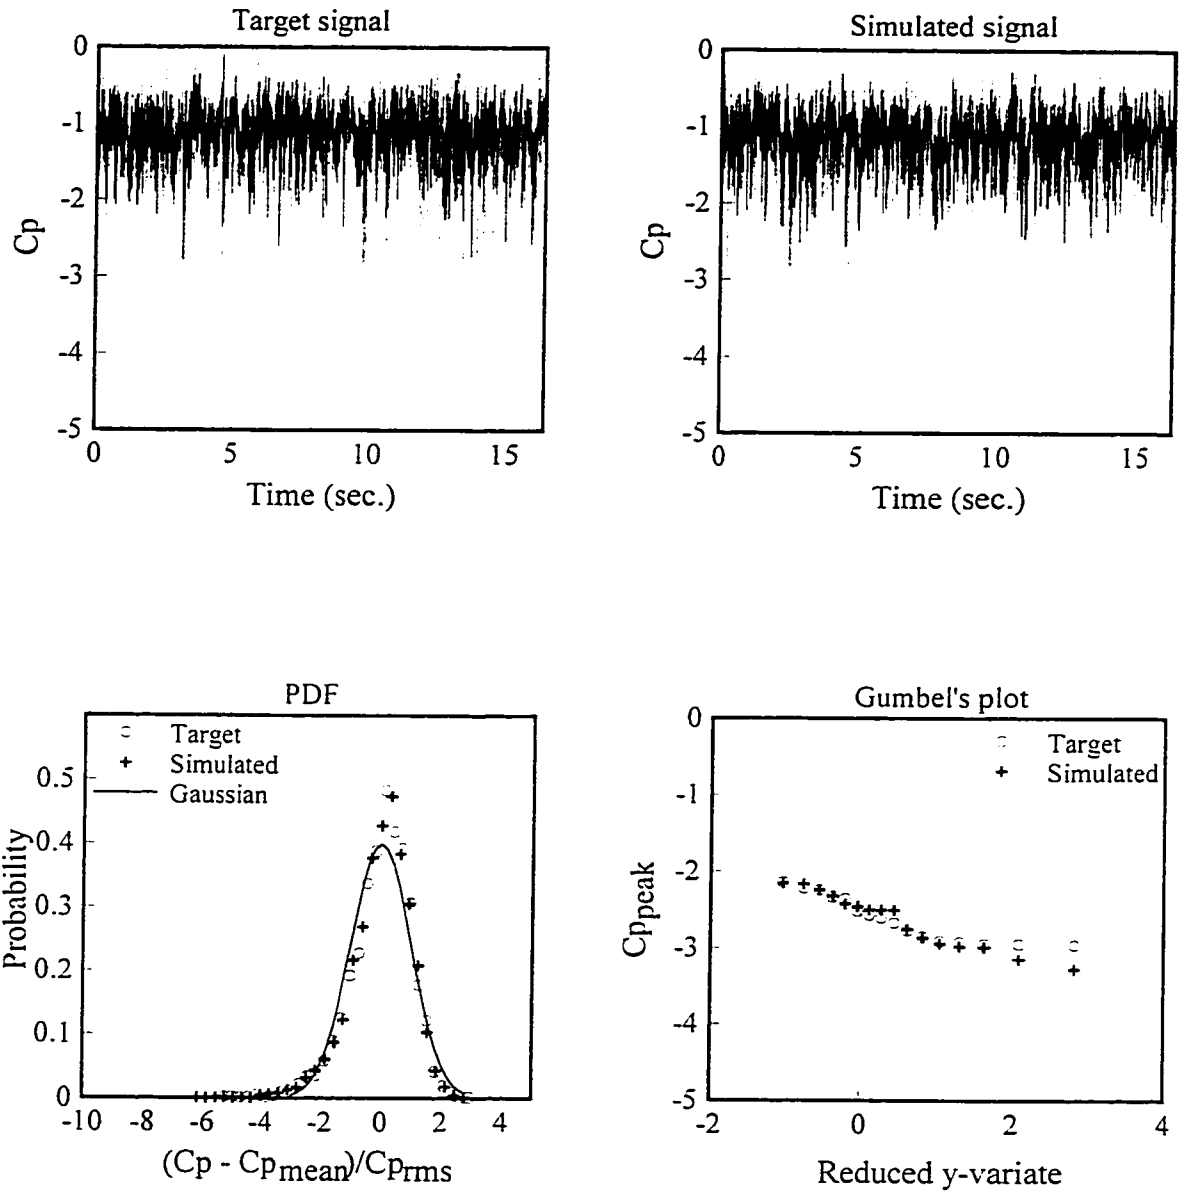 Target signal
0
-1
-2
-3
-4
-5
Cp
0 5 10 15
Time (sec.)
Simulated signal
0
-1
-2
-3
-4
-5
Cp
0 5 10 15
Time (sec.)
PDF
Target
Simulated
Gaussian
0.5
0.4
0.3
0.2
0.1
0
Probability
-10 -8 -6 -4 -2 0 2 4
(Cp - Cpmean)/Cprms
Gumbel's plot
Target
Simulated
0
-1
-2
-3
-4
-5
Cppeak
-2 0 2 4
Reduced y-variate